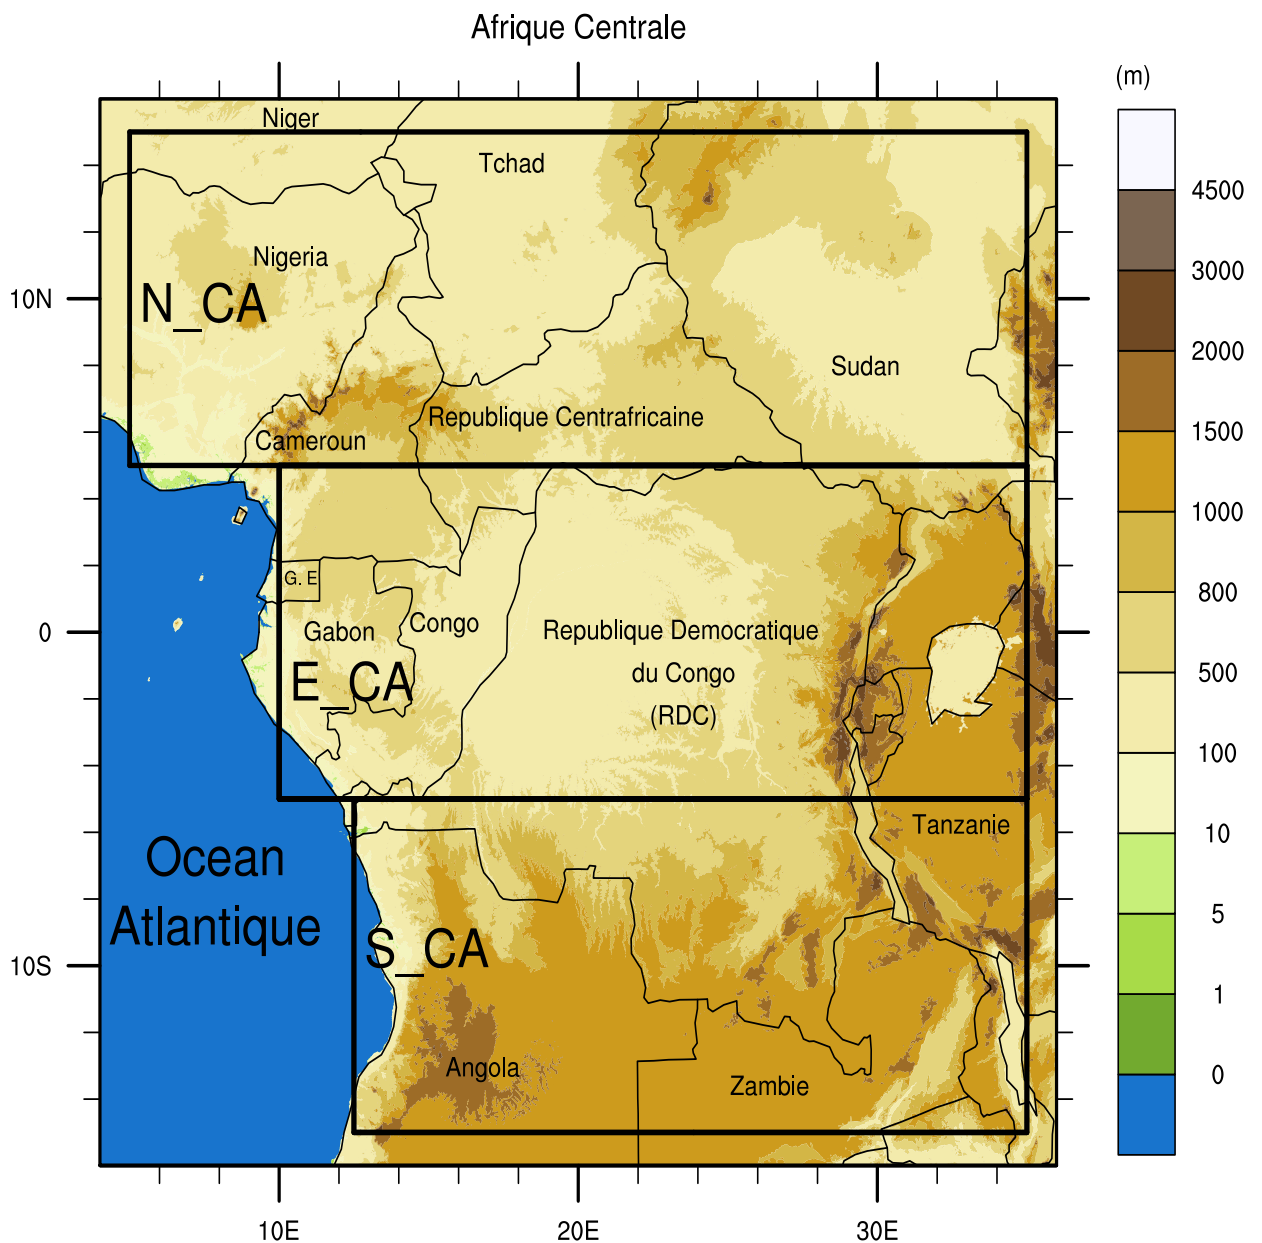 Afrique Centrale
(m)
Niger
Tchad
Nigeria
N_CA
Sudan
Republique Centrafricaine
Cameroun
G. E
Gabon
Congo
Republique Democratique
du Congo
(RDC)
E_CA
Tanzanie
Ocean
Atlantique
S_CA
Angola
Zambie
10N
0
10S
10E
20E
30E
4500
3000
2000
1500
1000
800
500
100
10
5
1
0